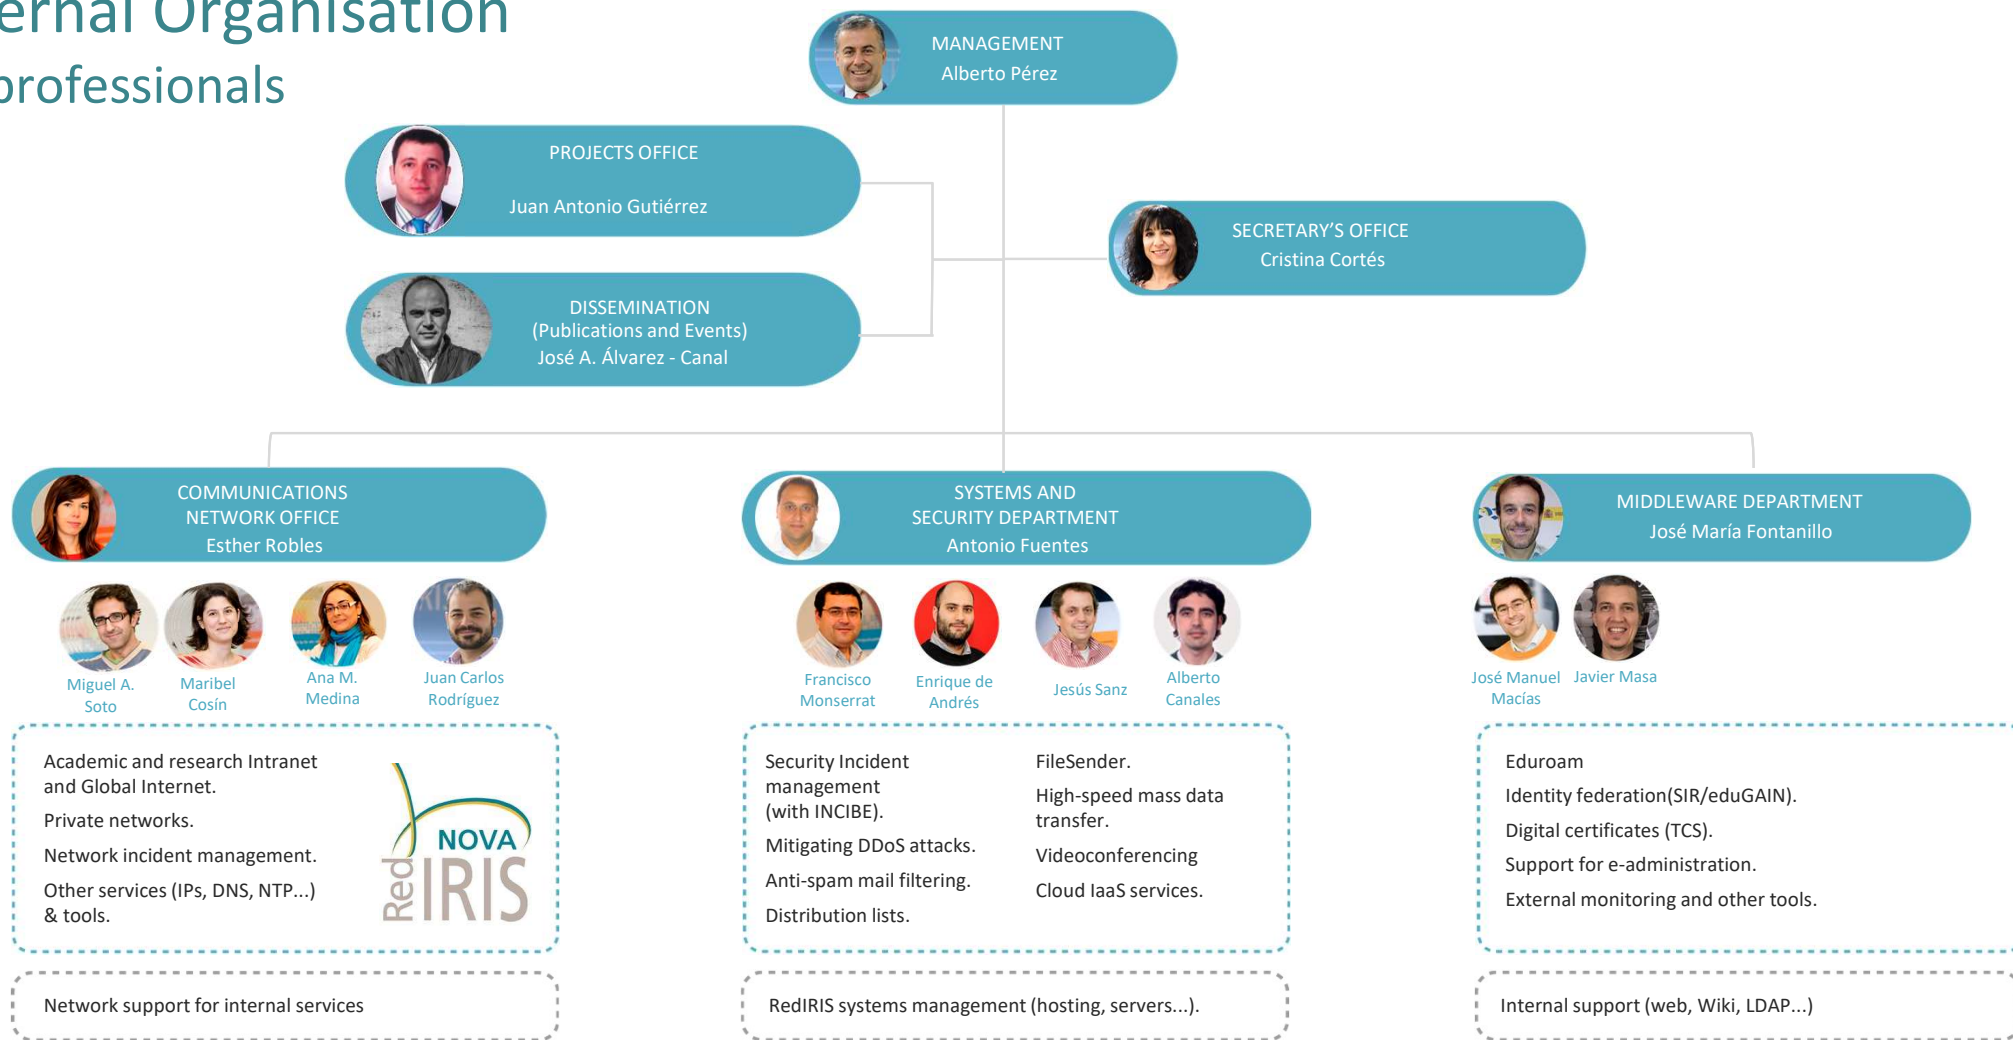 ernal Organisation
professionals
MANAGEMENT
Alberto Pérez
PROJECTS OFFICE
Juan Antonio Gutiérrez
SECRETARY’S OFFICE
Cristina Cortés
DISSEMINATION
(Publications and Events)
José A. Álvarez - Canal
COMMUNICATIONS
NETWORK OFFICE
Esther Robles
SYSTEMS AND
SECURITY DEPARTMENT
Antonio Fuentes
MIDDLEWARE DEPARTMENT
José María Fontanillo
Miguel A.
Soto
Maribel
Cosín
Ana M.
Medina
Juan Carlos
Rodríguez
Francisco
Monserrat
Enrique de
Andrés
Jesús Sanz
Alberto
Canales
José Manuel
Macías
Javier Masa
Academic and research Intranet
and Global Internet.
Private networks.
Network incident management.
Other services (IPs, DNS, NTP...)
& tools.
NOVA
Red
IRIS
Security Incident
management
(with INCIBE).
Mitigating DDoS attacks.
Anti-spam mail filtering.
Distribution lists.
FileSender.
High-speed mass data
transfer.
Videoconferencing
Cloud IaaS services.
Eduroam
Identity federation(SIR/eduGAIN).
Digital certificates (TCS).
Support for e-administration.
External monitoring and other tools.
Network support for internal services
RedIRIS systems management (hosting, servers...).
Internal support (web, Wiki, LDAP...)